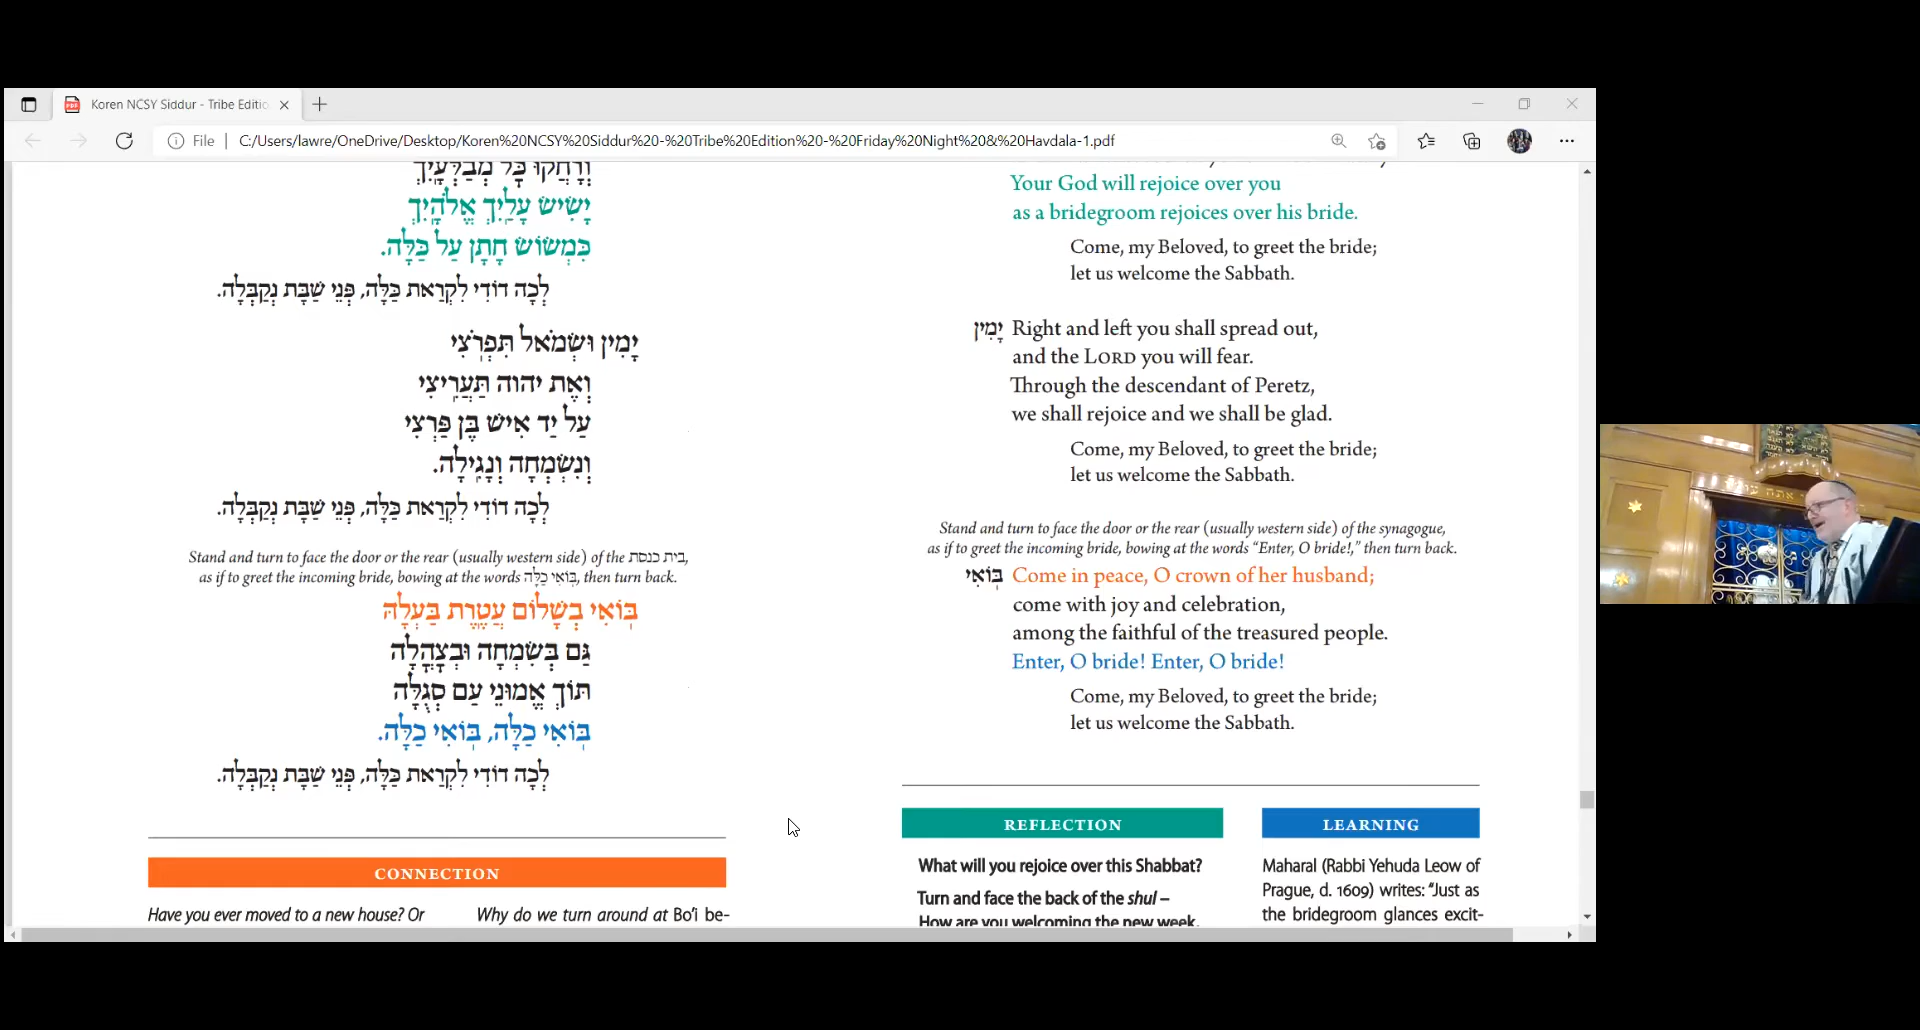 Koren NCSY Siddur - Tribe Editio
File
C:/Users/lawre/OneDrive/Desktop/Koren%20NCSY%20Siddur%20-%20Tribe%20Edition%20-%20Friday%20Night%20&%20Havdala-1.pdf
וְרָחֲקוּ כָּל מְבַלְּעָיִךְ
יָשִׂישׂ עָלַיִךְ אֱלֹהָיִךְ
כִּמְשׂוֹשׂ חָתָן עַל כַּלָּה.
לְכָה דוֹדִי לִקְרַאת כַּלָּה, פְּנֵי שַׁבָּת נְקַבְּלָה.
יָמִין וּשְׂמֹאל תִּפְרֹצִי
וְאֶת יהוה תַּעֲרִיצִי
עַל יַד אִישׁ בֶּן פַּרְצִי
וְנִשְׂמְחָה וְנָגִילָה.
לְכָה דוֹדִי לִקְרַאת כַּלָּה, פְּנֵי שַׁבָּת נְקַבְּלָה.
Stand and turn to face the door or the rear (usually western side) of the בית כנסת,
as if to greet the incoming bride, bowing at the words בּוֹאִי כַלָּה, then turn back.
בּוֹאִי בְשָׁלוֹם עֲטֶרֶת בַּעְלָהּ
גַּם בְּשִׂמְחָה וּבְצָהֳלָה
תּוֹךְ אֱמוּנֵי עַם סְגֻלָּה
בּוֹאִי כַלָּה, בּוֹאִי כַלָּה.
לְכָה דוֹדִי לִקְרַאת כַּלָּה, פְּנֵי שַׁבָּת נְקַבְּלָה.
CONNECTION
Have you ever moved to a new house? Or
Why do we turn around at Bo'i be-
Your God will rejoice over you
as a bridegroom rejoices over his bride.
Come, my Beloved, to greet the bride;
let us welcome the Sabbath.
יָמִין Right and left you shall spread out,
and the LORD you will fear.
Through the descendant of Peretz,
we shall rejoice and we shall be glad.
Come, my Beloved, to greet the bride;
let us welcome the Sabbath.
Stand and turn to face the door or the rear (usually western side) of the synagogue,
as if to greet the incoming bride, bowing at the words “Enter, O bride!,” then turn back.
בּוֹאִי Come in peace, O crown of her husband;
come with joy and celebration,
among the faithful of the treasured people.
Enter, O bride! Enter, O bride!
Come, my Beloved, to greet the bride;
let us welcome the Sabbath.
REFLECTION
What will you rejoice over this Shabbat?
Turn and face the back of the shul –
How are you welcoming the new week,
LEARNING
Maharal (Rabbi Yehuda Leow of
Prague, d. 1609) writes: “Just as
the bridegroom glances excit-